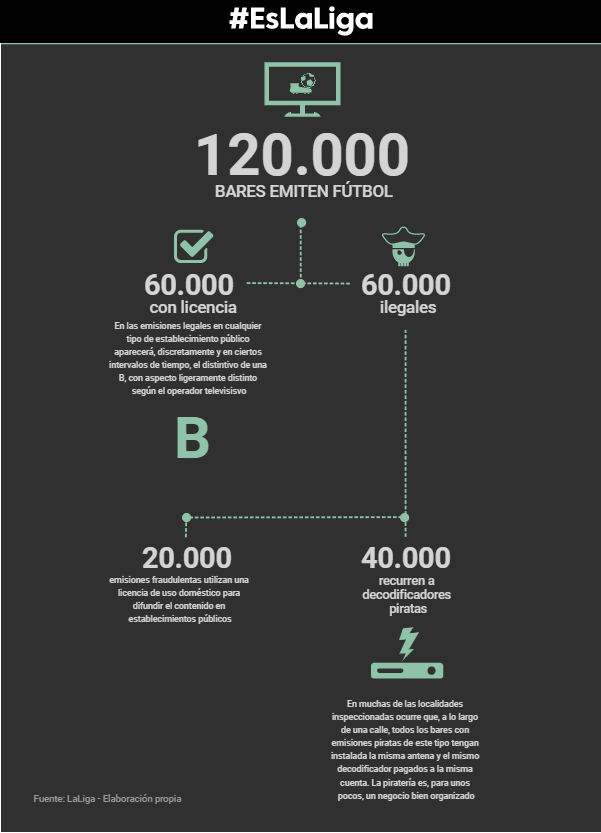 #EsLaLiga
120.000
BARES EMITEN FÚTBOL
60.000
con licencia
En las emisiones legales en cualquier
tipo de establecimiento público
aparecerá, discretamente y en ciertos
intervalos de tiempo, el distintivo de una
B, con aspecto ligeramente distinto
según el operador televisisvo
B
60.000
ilegales
20.000
emisiones fraudulentas utilizan una
licencia de uso doméstico para
difundir el contenido en
establecimientos públicos
40.000
recurren a
decodificadores
piratas
En muchas de las localidades
inspeccionadas ocurre que, a lo largo
de una calle, todos los bares con
emisiones piratas de este tipo tengan
instalada la misma antena y el mismo
decodificador pagados a la misma
cuenta. La piratería es, para unos
pocos, un negocio bien organizado
Fuente: LaLiga - Elaboración propia